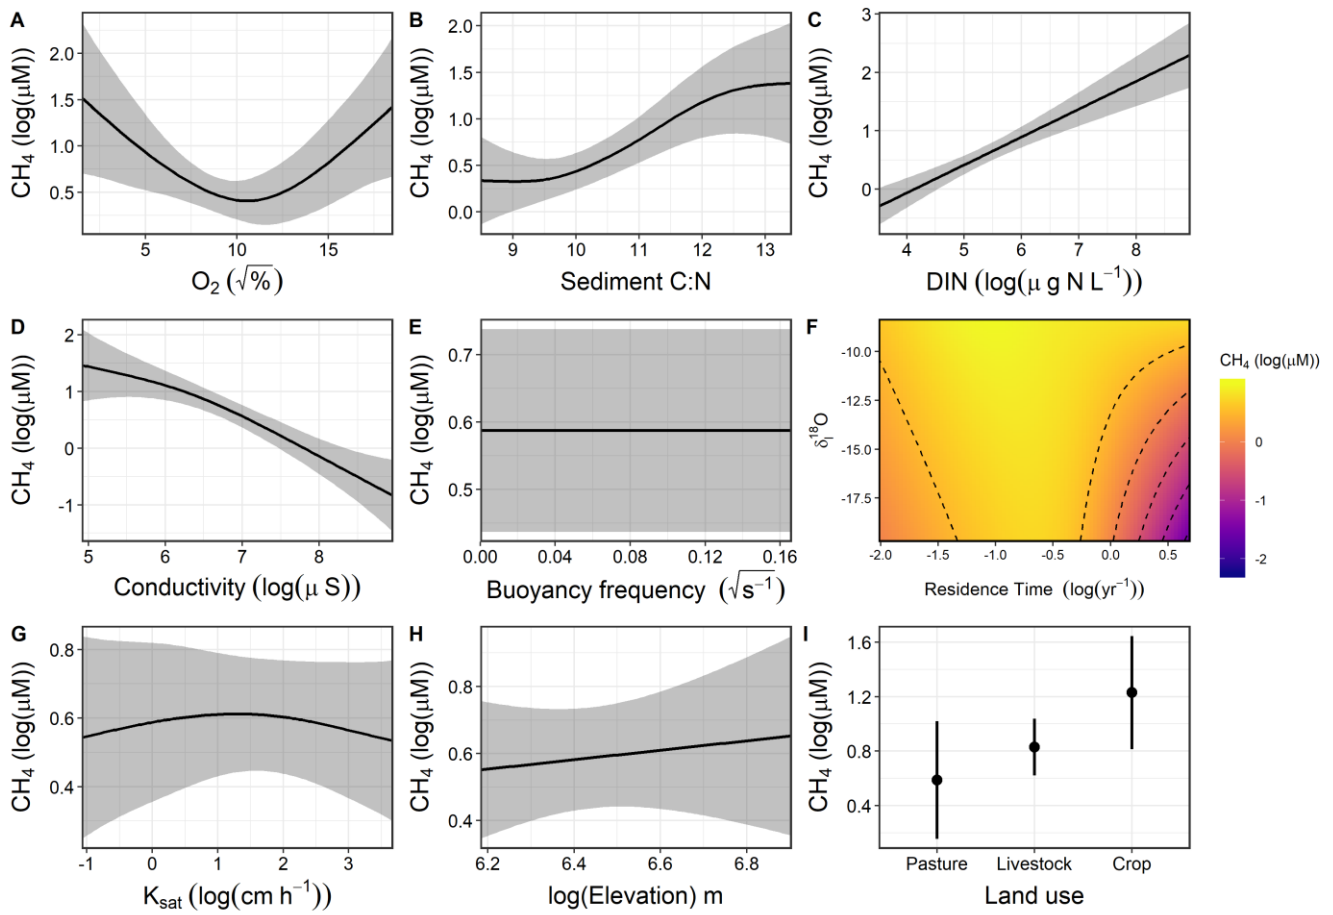 A
CH₄ (log(μM))
2.0
1.5
1.0
0.5
5 10 15
O₂ (√%)
B
CH₄ (log(μM))
2.0
1.5
1.0
0.5
0.0
9 10 11 12 13
Sediment C:N
C
CH₄ (log(μM))
3
2
1
0
4 5 6 7 8
DIN (log(μ g N L⁻¹))
D
CH₄ (log(μM))
2
1
0
-1
5 6 7 8
Conductivity (log(μ S))
E
CH₄ (log(μM))
0.7
0.6
0.5
0.00 0.04 0.08 0.12 0.16
Buoyancy frequency (√s⁻¹)
F
δₗ¹⁸O
-10.0
-12.5
-15.0
-17.5
-2.0 -1.5 -1.0 -0.5 0.0 0.5
Residence Time (log(yr⁻¹))
CH₄ (log(μM))
0
-1
-2
G
CH₄ (log(μM))
0.8
0.6
0.4
-1 0 1 2 3
Ksat (log(cm h⁻¹))
H
CH₄ (log(μM))
0.8
0.6
0.4
6.2 6.4 6.6 6.8
log(Elevation) m
I
CH₄ (log(μM))
1.6
1.2
0.8
0.4
Pasture Livestock Crop
Land use